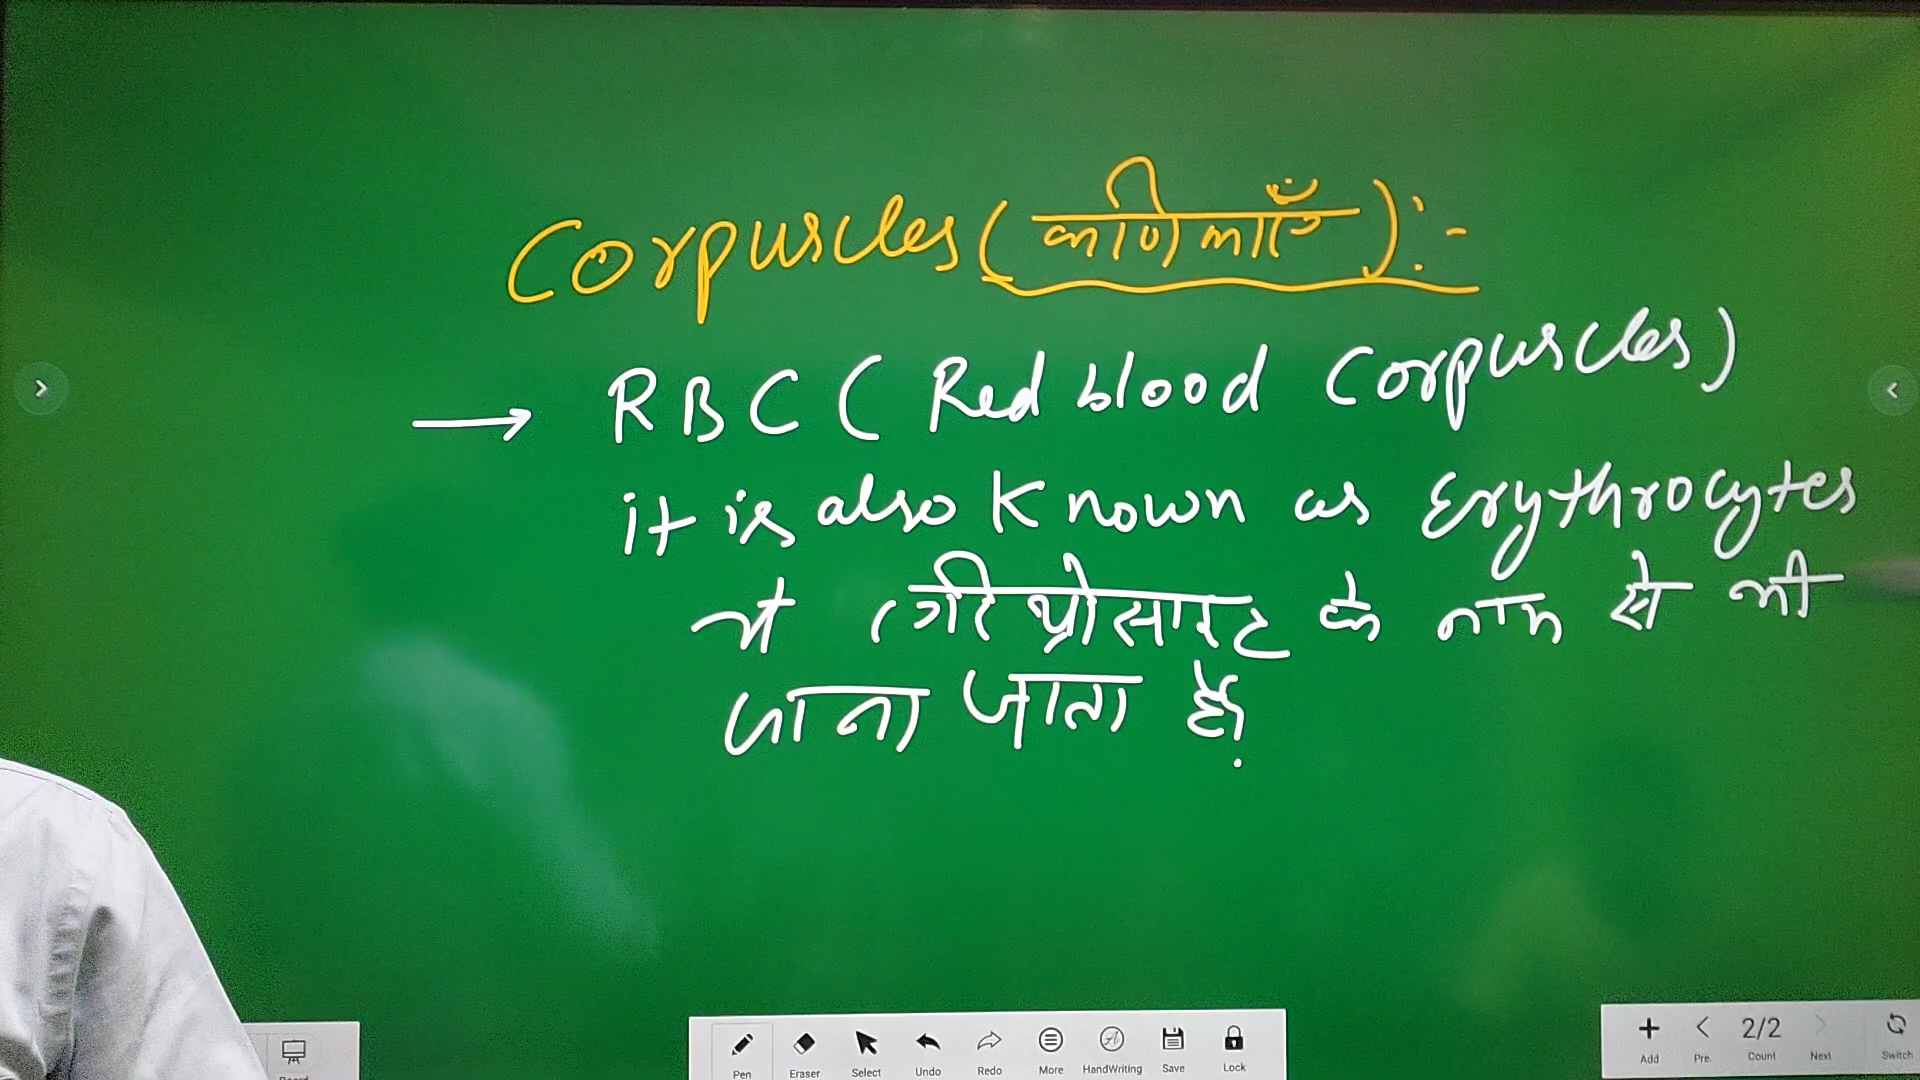 Corpuscles (कणिकाएँ) :-
→ RBC ( Red blood Corpuscles)
it is also known as Erythrocytes
के नाम से भी
जाना जाता है।
Pen Eraser Select Undo Redo More HandWriting Save Lock
Add Pre. 2/2 Count Next Switch